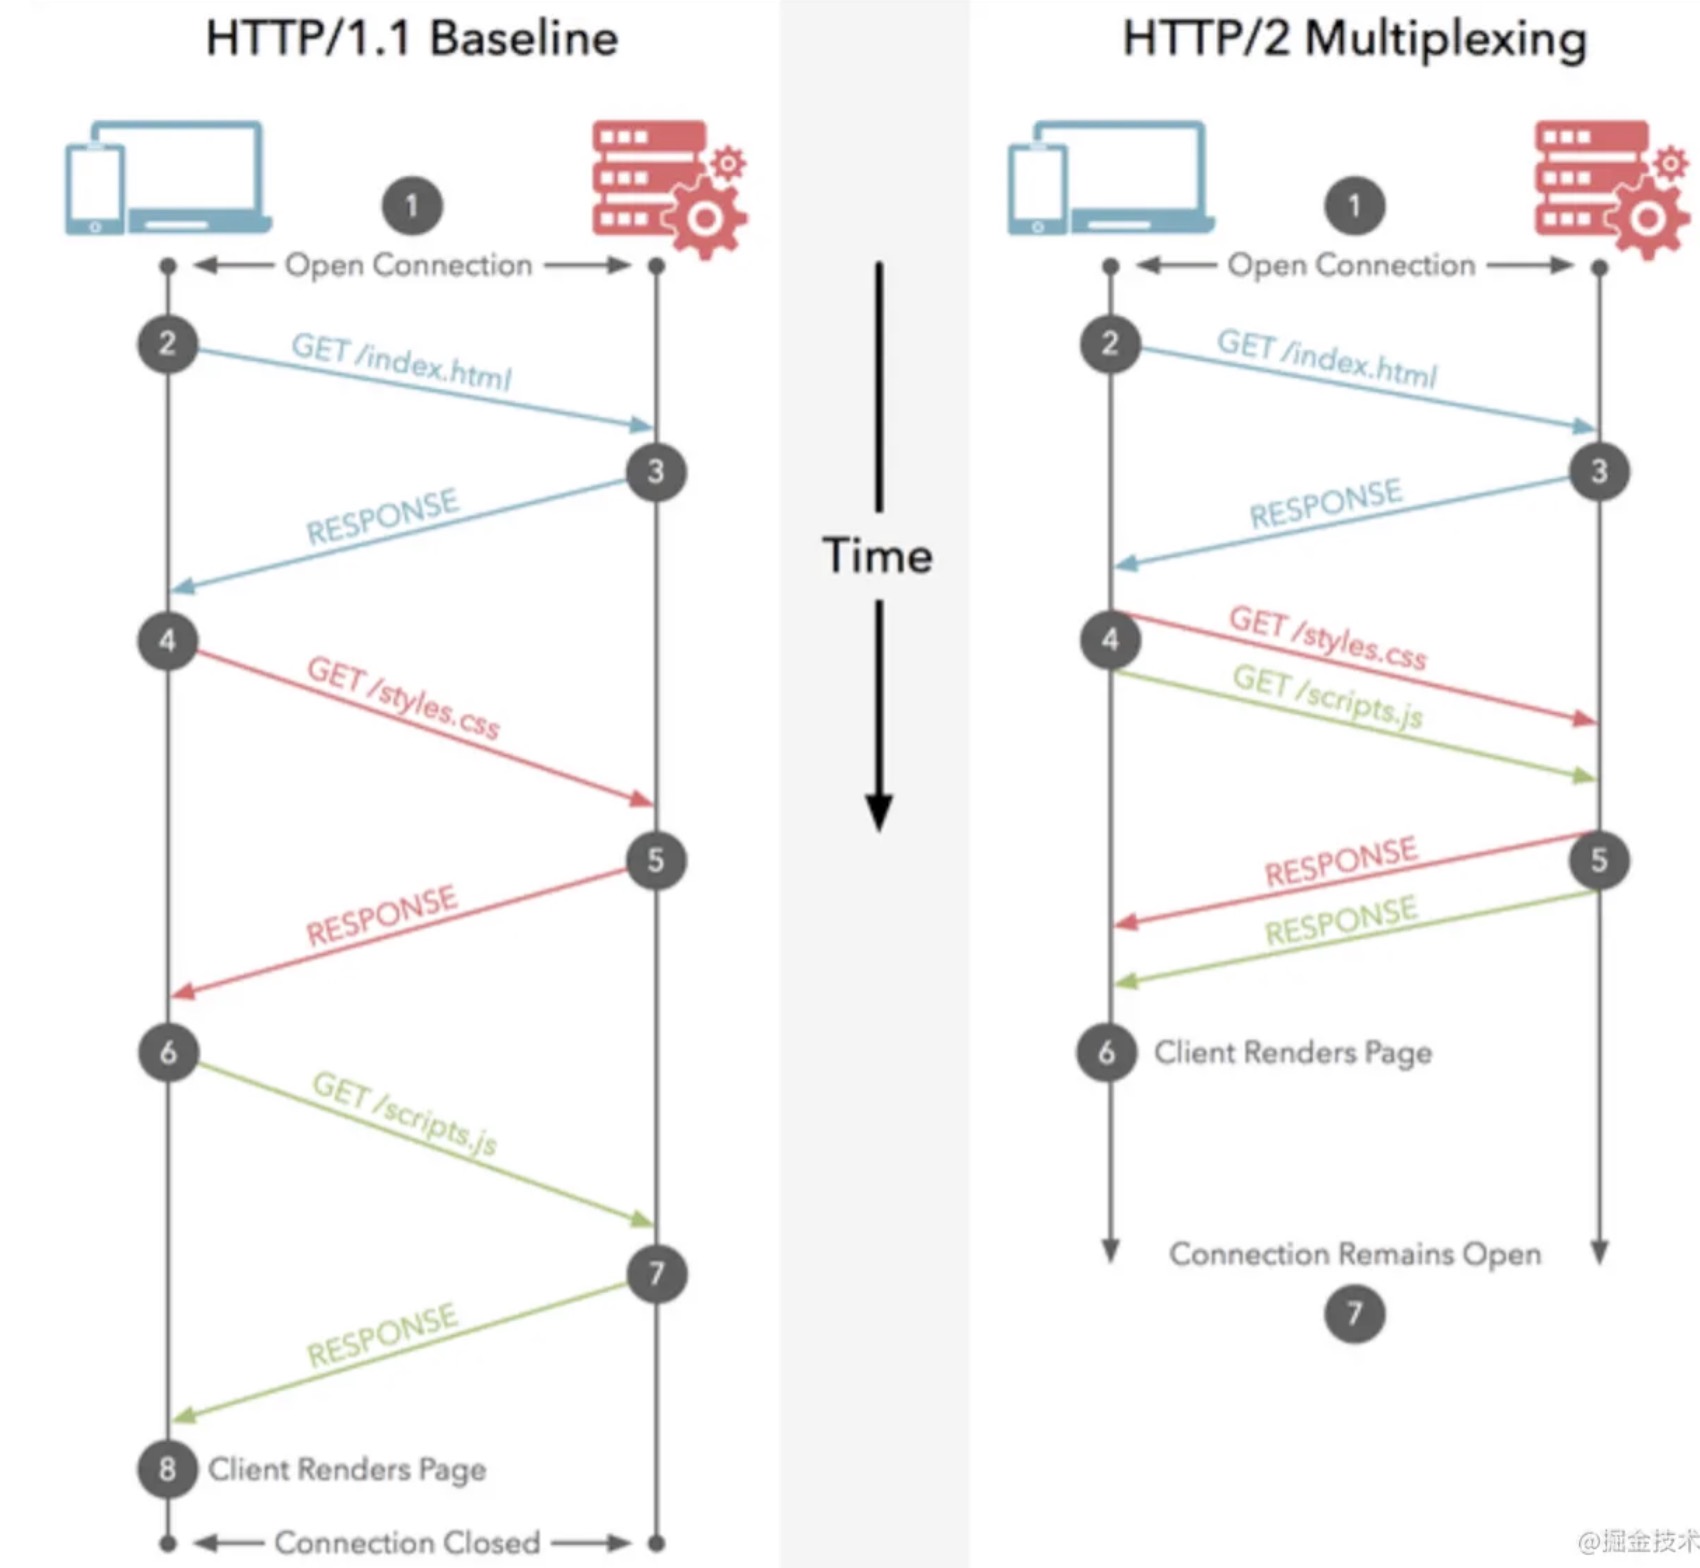 HTTP/1.1 Baseline
1
Open Connection
2
GET /index.html
3
RESPONSE
4
GET /styles.css
5
RESPONSE
6
GET /scripts.js
7
RESPONSE
8
Client Renders Page
Connection Closed
Time
HTTP/2 Multiplexing
1
Open Connection
2
GET /index.html
3
RESPONSE
4
GET /styles.css
GET /scripts.js
5
RESPONSE
RESPONSE
6
Client Renders Page
Connection Remains Open
7
@掘金技术